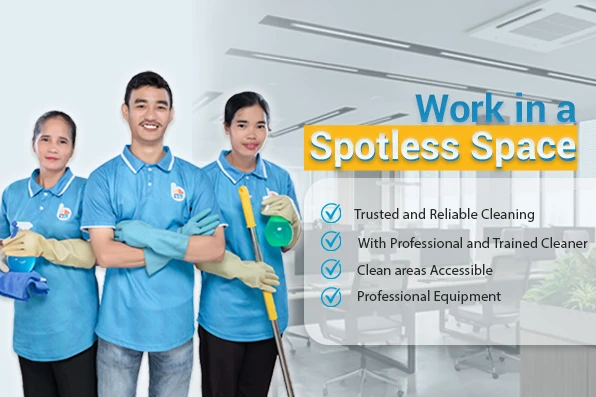 Work in a
Spotless Space
Trusted and Reliable Cleaning
With Professional and Trained Cleaner
Clean areas Accessible
Professional Equipment